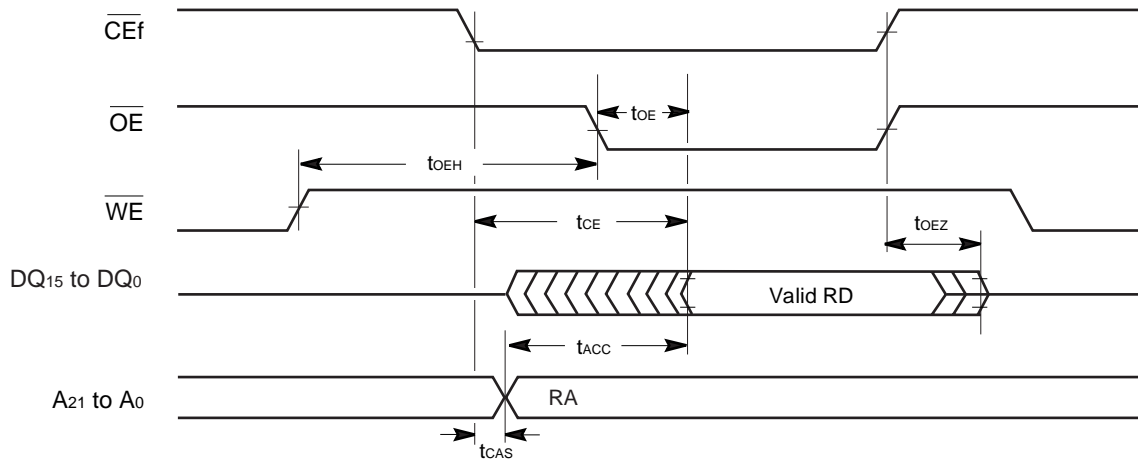 CEf
OE
tOE
tOEH
WE
tCE
tOEZ
DQ15 to DQ0
Valid RD
tACC
A21 to A0
RA
tCAS